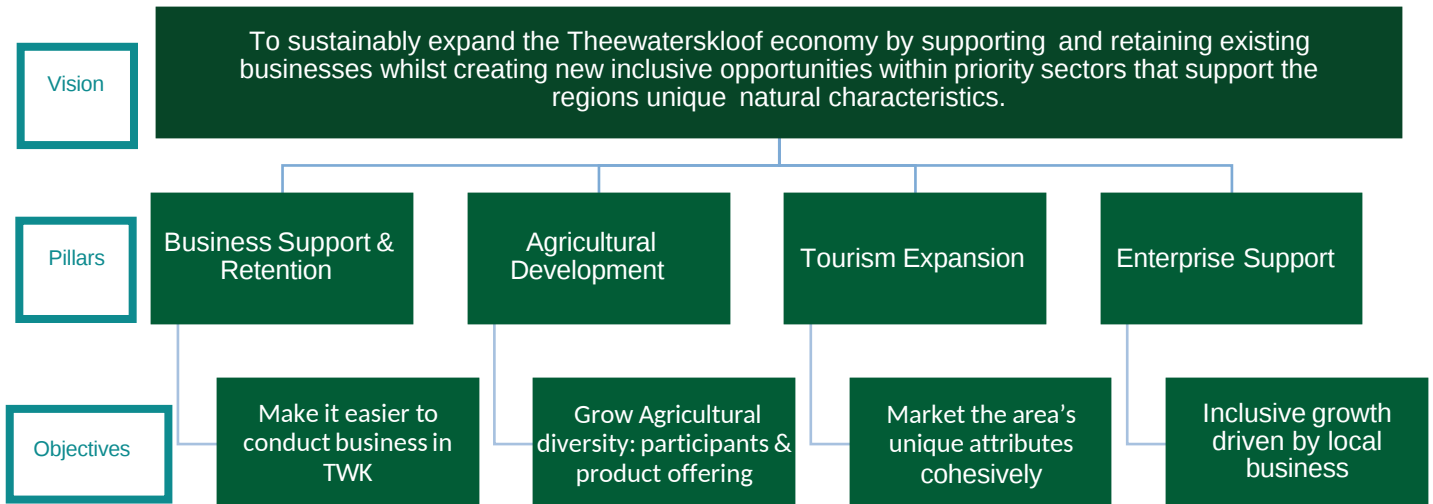 Vision
To sustainably expand the Theewaterskloof economy by supporting and retaining existing
businesses whilst creating new inclusive opportunities within priority sectors that support the
regions unique natural characteristics.
Pillars
Business Support &
Retention
Agricultural
Development
Tourism Expansion
Enterprise Support
Objectives
Make it easier to
conduct business in
TWK
Grow Agricultural
diversity: participants &
product offering
Market the area’s
unique attributes
cohesively
Inclusive growth
driven by local
business